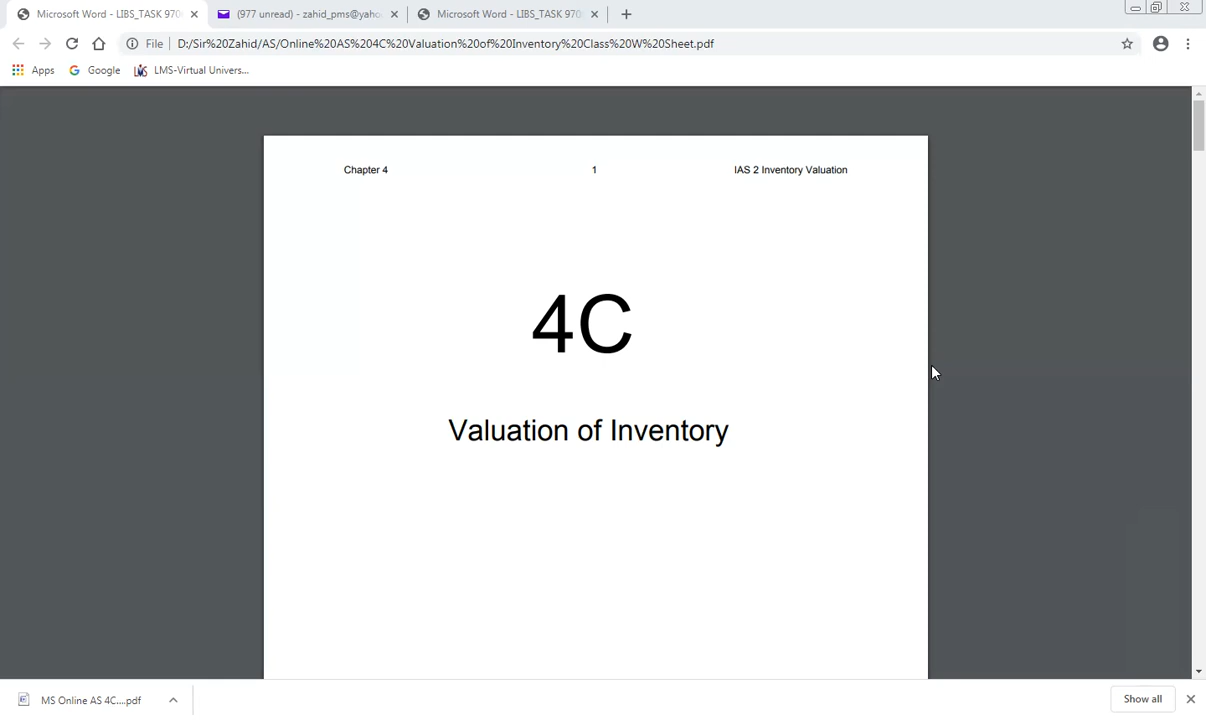 Microsoft Word - LIBS_TASK 970
(977 unread) - zahid_pms@yaho
Microsoft Word - LIBS_TASK 970
File
D:/Sir%20Zahid/AS/Online%20AS%204C%20Valuation%20of%20Inventory%20Class%20W%20Sheet.pdf
Apps
Google
LMS-Virtual Univers...
Chapter 4
1
IAS 2 Inventory Valuation
4C
Valuation of Inventory
MS Online AS 4C....pdf
Show all